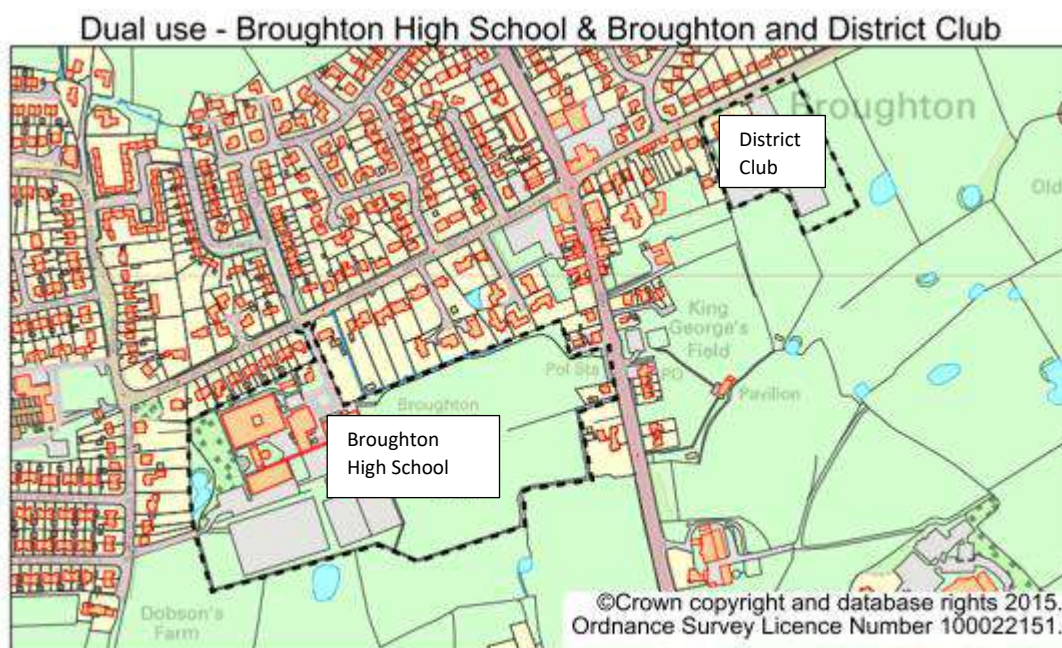 Dual use - Broughton High School & Broughton and District Club
Broughton
District
Club
Old
King
George's
Field
Pol Sta
PO
Pavilion
Broughton
Broughton
High School
Dobson's
Farm
©Crown copyright and database rights 2015.
Ordnance Survey Licence Number 100022151.